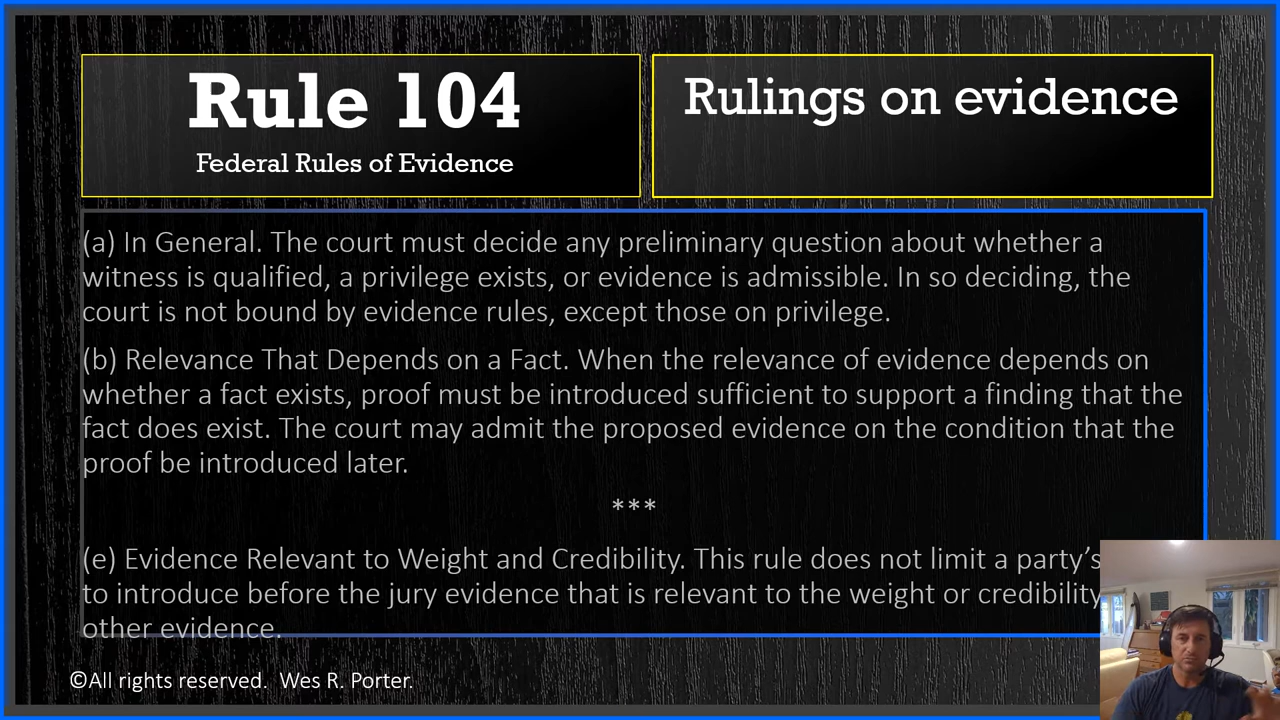 Rule 104
Federal Rules of Evidence
Rulings on evidence
(a) In General. The court must decide any preliminary question about whether a
witness is qualified, a privilege exists, or evidence is admissible. In so deciding, the
court is not bound by evidence rules, except those on privilege.
(b) Relevance That Depends on a Fact. When the relevance of evidence depends on
whether a fact exists, proof must be introduced sufficient to support a finding that the
fact does exist. The court may admit the proposed evidence on the condition that the
proof be introduced later.
***
(e) Evidence Relevant to Weight and Credibility. This rule does not limit a party’s
to introduce before the jury evidence that is relevant to the weight or credibility
other evidence.
©All rights reserved. Wes R. Porter.